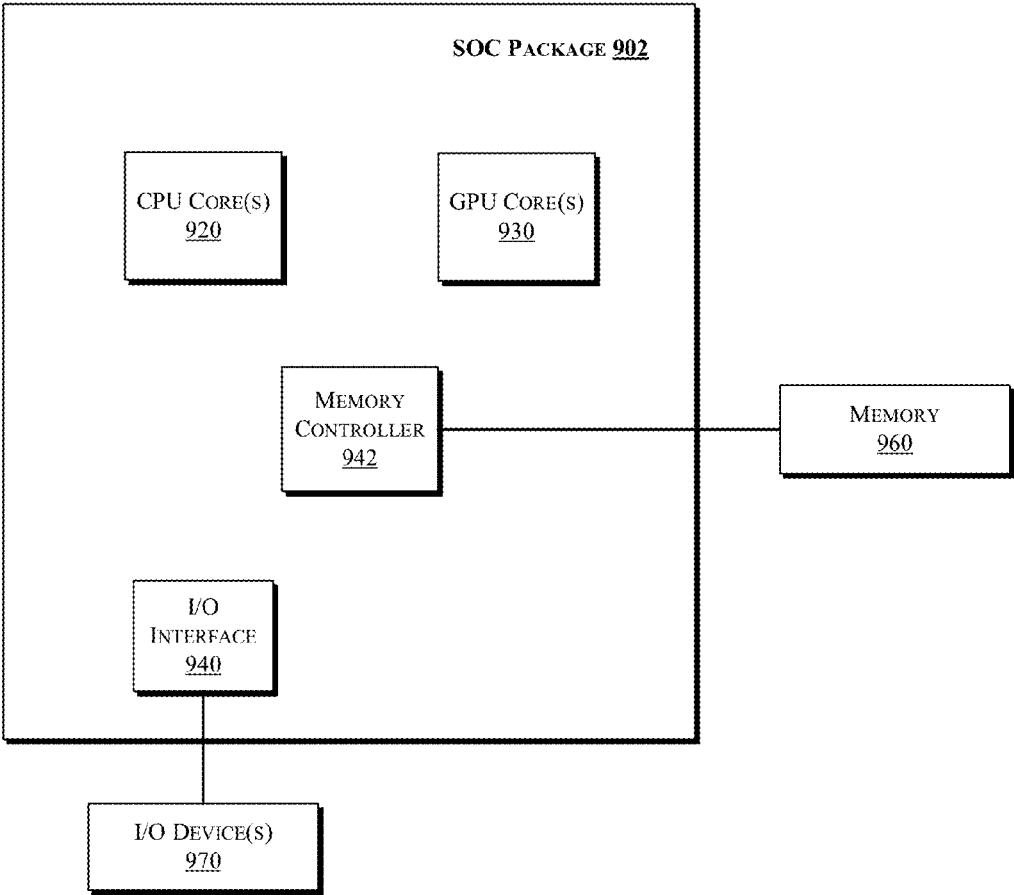 SOC PACKAGE 902
CPU CORE(S)
920
GPU CORE(S)
930
MEMORY
CONTROLLER
942
MEMORY
960
I/O
INTERFACE
940
I/O DEVICE(S)
970